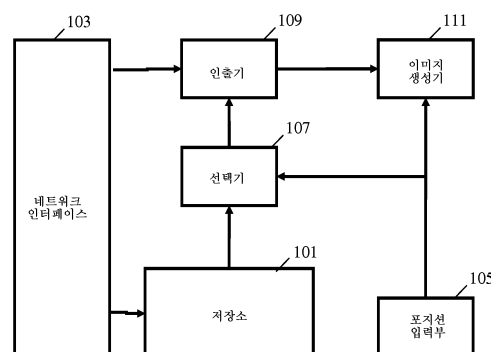 103
109
111
인출기
이미지
생성기
107
선택기
네트워크
인터페이스
101
105
저장소
포지션
입력부